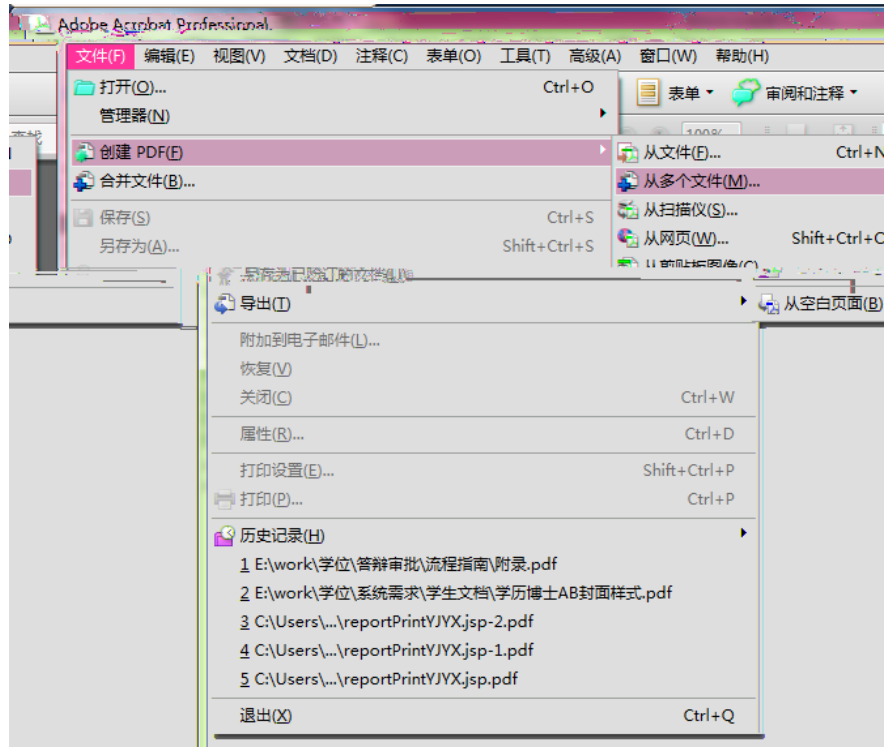 Adobe Acrobat Professional
文件(F) 编辑(E) 视图(V) 文档(D) 注释(C) 表单(O) 工具(T) 高级(A) 窗口(W) 帮助(H)
打开(O)... Ctrl+O
表单 审阅和注释
管理器(N)
100%
创建 PDF(F)
从文件(F)... Ctrl+N
合并文件(B)...
从多个文件(M)...
保存(S) Ctrl+S
从扫描仪(S)...
另存为(A)... Shift+Ctrl+S
从网页(W)... Shift+Ctrl+O
从剪贴板图像(C)
导出(T)
从空白页面(B)
附加到电子邮件(L)...
恢复(V)
关闭(C) Ctrl+W
属性(R)... Ctrl+D
打印设置(E)... Shift+Ctrl+P
打印(P)... Ctrl+P
历史记录(H)
1 E:\work\学位\答辩审批\流程指南\附录.pdf
2 E:\work\学位\系统需求\学生文档\学历博士AB封面样式.pdf
3 C:\Users\...\reportPrintYJYX.jsp-2.pdf
4 C:\Users\...\reportPrintYJYX.jsp-1.pdf
5 C:\Users\...\reportPrintYJYX.jsp.pdf
退出(X) Ctrl+Q